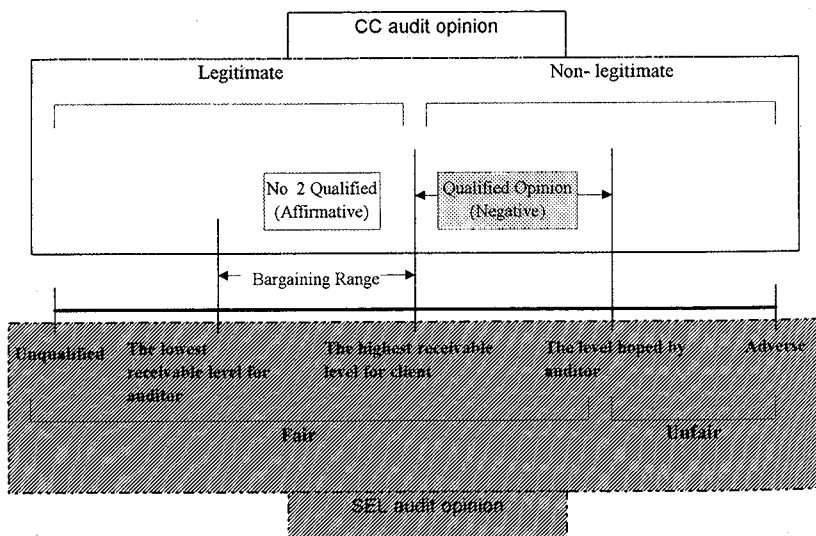 CC audit opinion
Legitimate
Non- legitimate
No 2 Qualified
(Affirmative)
Qualified Opinion
(Negative)
Bargaining Range
Unqualified
The lowest
receivable level for
auditor
The highest receivable
level for client
The level hoped by
auditor
Adverse
Fair
Unfair
SEL audit opinion